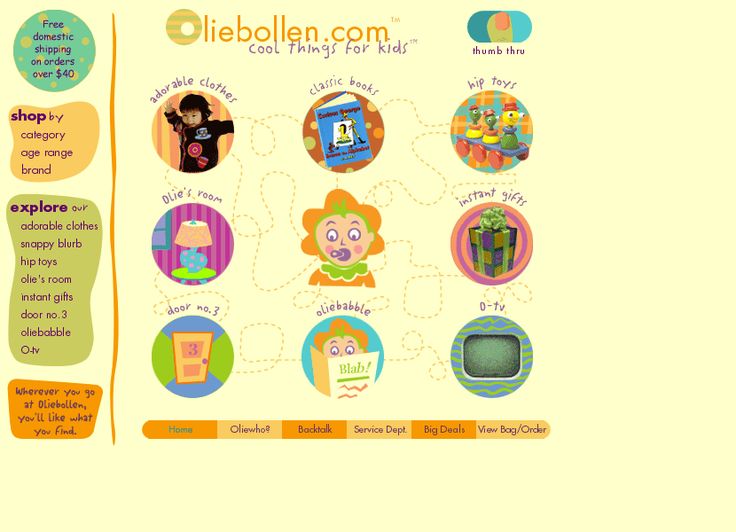 Free
domestic
shipping
on orders
over $40
Oliebollen.com™
cool things for kids™
thumb thru
shop by
category
age range
brand
explore our
adorable clothes
snappy blurb
hip toys
olie's room
instant gifts
door no.3
oliebabble
O-tv
Wherever you go
at Oliebollen,
you'll like what
you find.
adorable clothes
classic books
hip toys
Olie's room
instant gifts
door no.3
3
oliebabble
Blab!
O-tv
Curious George
Home
Oliewho?
Backtalk
Service Dept.
Big Deals
View Bag/Order